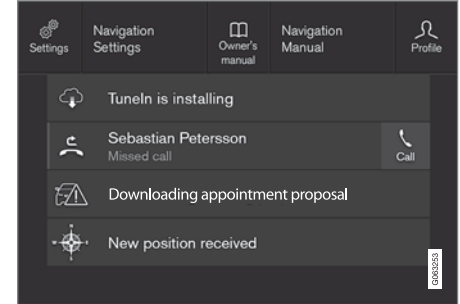 Settings
Navigation
Settings
Owner's
manual
Navigation
Manual
Profile
TuneIn is installing
Sebastian Petersson
Missed call
Call
Downloading appointment proposal
New position received
G063253